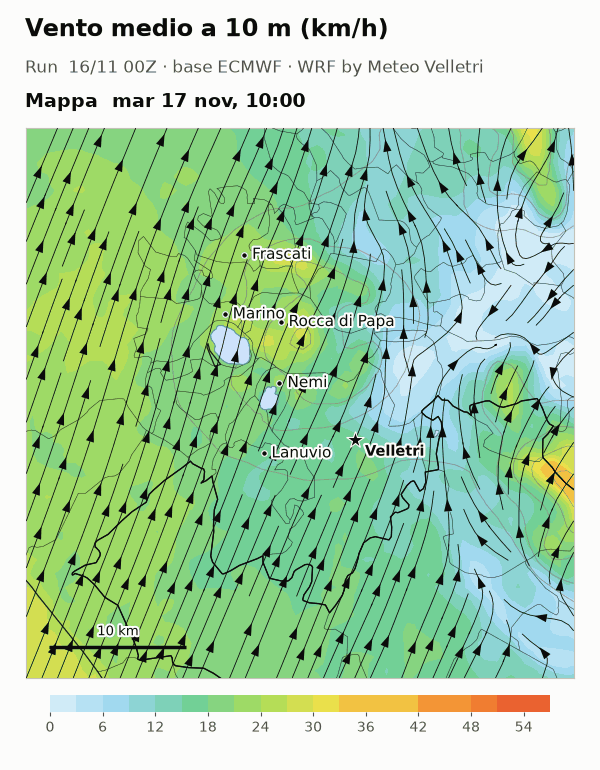 Vento medio a 10 m (km/h)
Run  16/11 00Z · base ECMWF · WRF by Meteo Velletri
Mappa  mar 17 nov, 10:00
Frascati
Marino
Rocca di Papa
Nemi
Velletri
Lanuvio
10 km
0 6 12 18 24 30 36 42 48 54